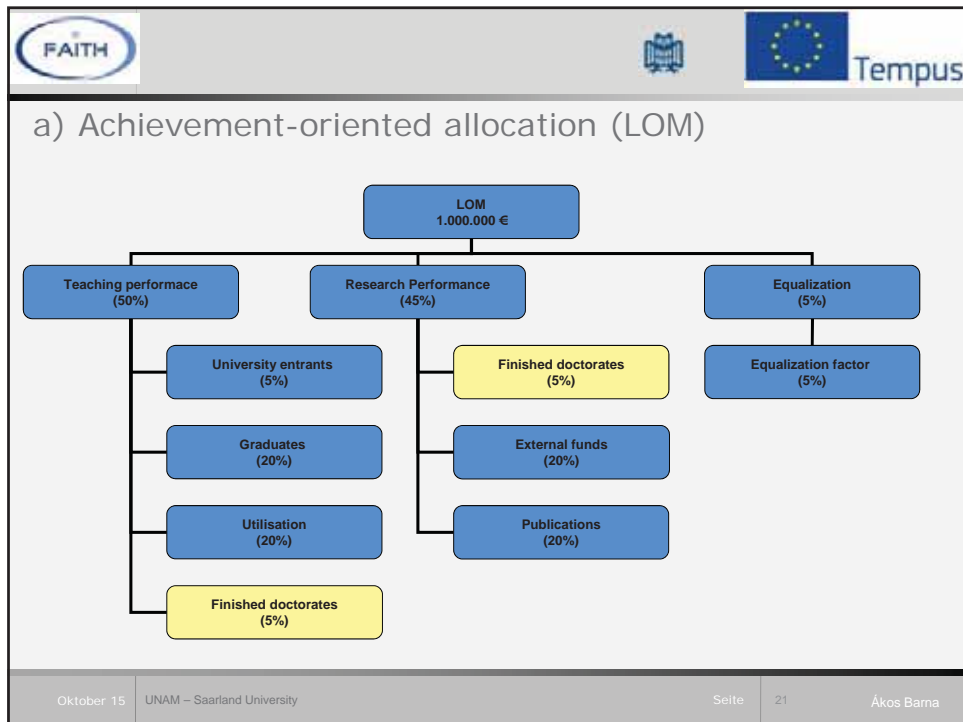 FAITH
Tempus
a) Achievement-oriented allocation (LOM)
LOM
1.000.000 €
Teaching performace
(50%)
Research Performance
(45%)
Equalization
(5%)
University entrants
(5%)
Finished doctorates
(5%)
Equalization factor
(5%)
Graduates
(20%)
External funds
(20%)
Utilisation
(20%)
Publications
(20%)
Finished doctorates
(5%)
Oktober 15
UNAM – Saarland University
Seite
21
Ákos Barna